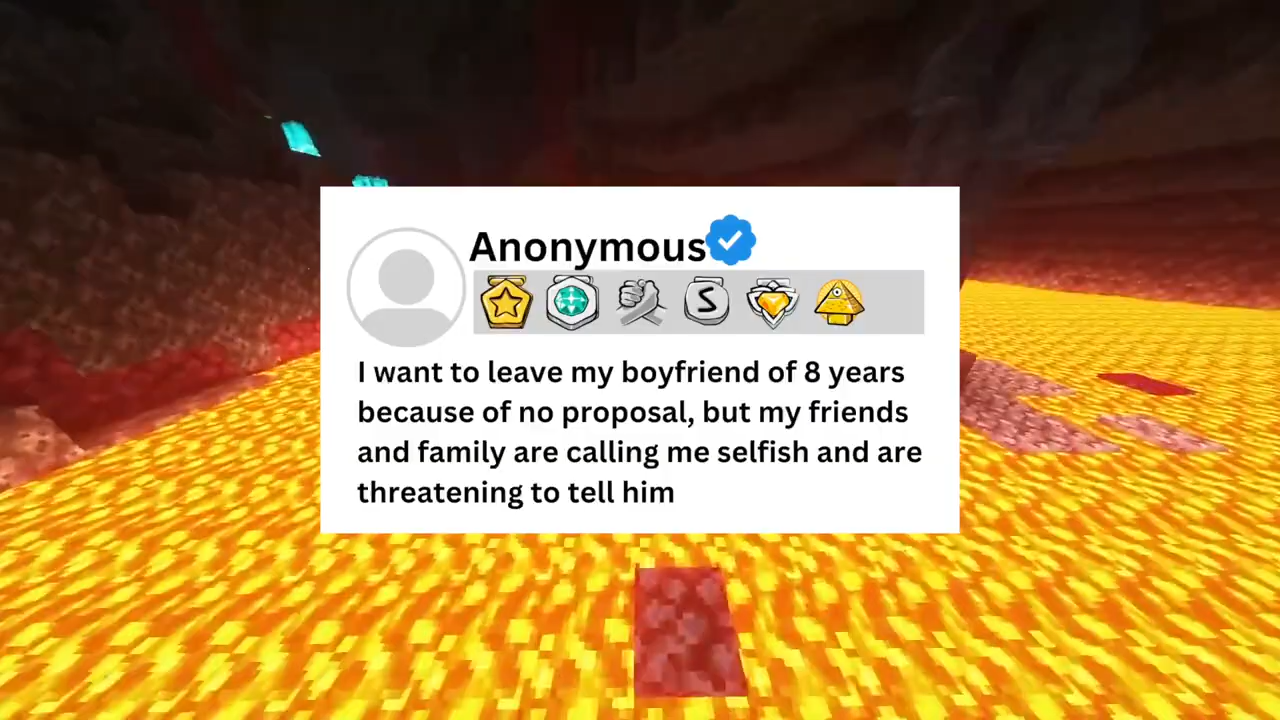 Anonymous
I want to leave my boyfriend of 8 years
because of no proposal, but my friends
and family are calling me selfish and are
threatening to tell him